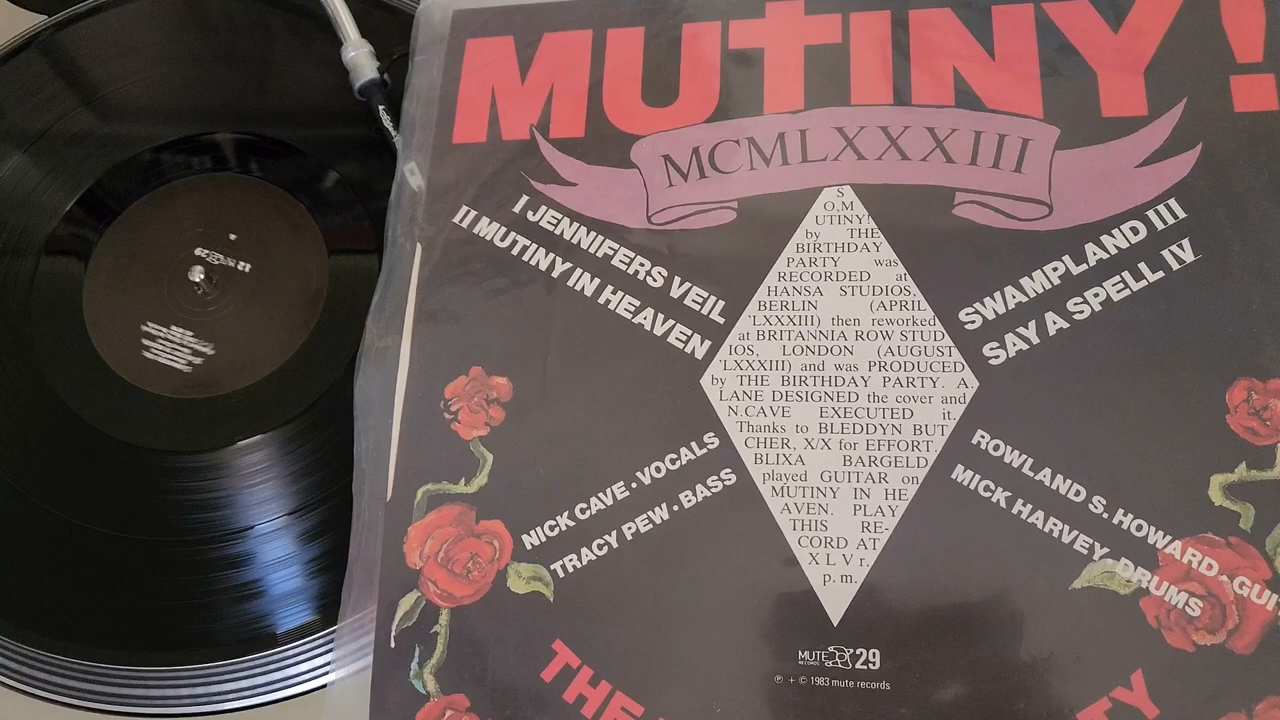 MUTINY!
MCMLXXXIII
I JENNIFERS VEIL
II MUTINY IN HEAVEN
SWAMPLAND III
SAY A SPELL IV
S
O,M
UTINY!
by THE
BIRTHDAY
PARTY was
RECORDED at
HANSA STUDIOS,
BERLIN (APRIL
'LXXXIII) then reworked
at BRITANNIA ROW STUD
IOS, LONDON (AUGUST
'LXXXIII) and was PRODUCED
by THE BIRTHDAY PARTY. A.
LANE DESIGNED the cover and
N.CAVE EXECUTED it.
Thanks to BLEDDYN BUT
CHER, X/X for EFFORT.
BLIXA BARGELD
played GUITAR on
MUTINY IN HE
AVEN. PLAY
THIS RE-
CORD AT
XLVr.
p.m.
NICK CAVE · VOCALS
TRACY PEW · BASS
ROWLAND S. HOWARD · GUI
MICK HARVEY · DRUMS
MUTE RECORDS 29
℗ + © 1983 mute records
THE
TY
12 MUTE 29